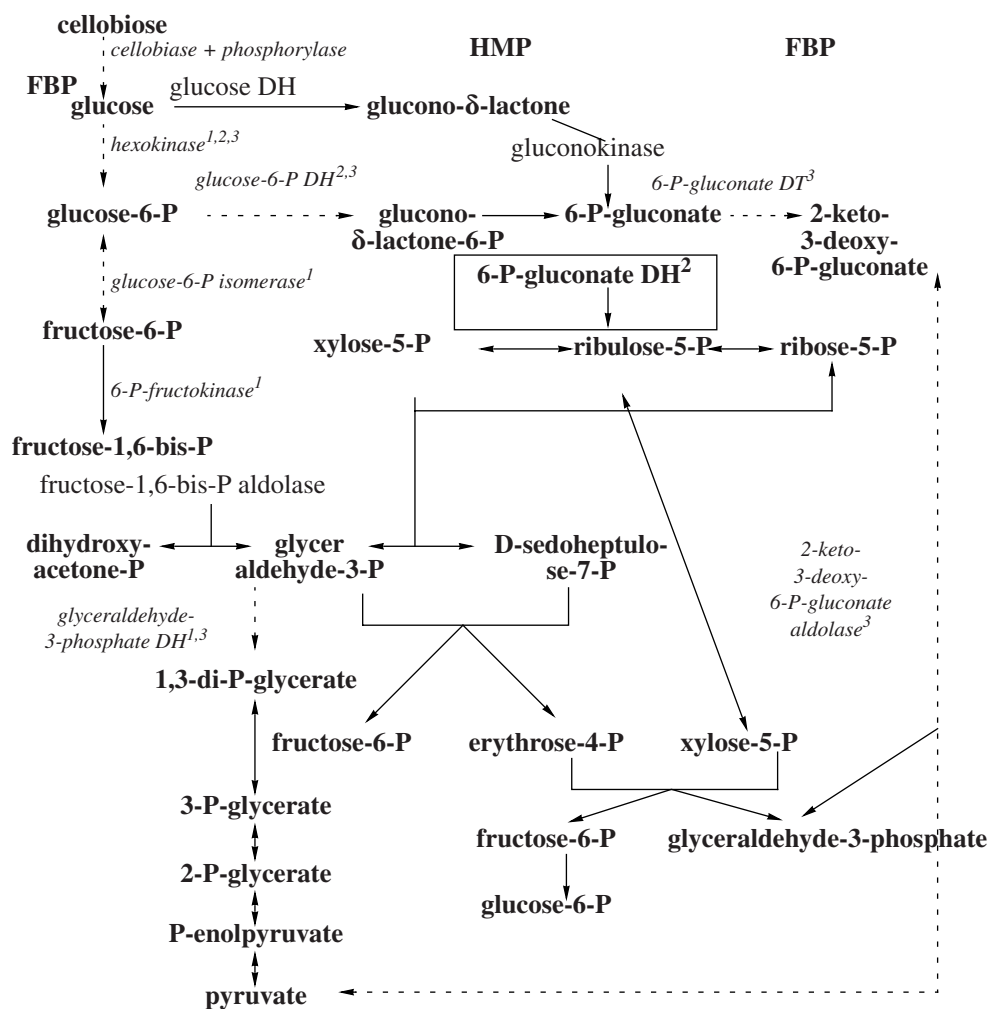 cellobiose
cellobiase + phosphorylase
HMP
FBP
FBP
glucose
glucose DH
glucono-δ-lactone
hexokinase1,2,3
gluconokinase
glucose-6-P DH2,3
6-P-gluconate DT3
glucose-6-P
glucono-
δ-lactone-6-P
6-P-gluconate
2-keto-
3-deoxy-
6-P-gluconate
glucose-6-P isomerase1
6-P-gluconate DH2
fructose-6-P
xylose-5-P
ribulose-5-P
ribose-5-P
6-P-fructokinase1
fructose-1,6-bis-P
fructose-1,6-bis-P aldolase
dihydroxy-
acetone-P
glycer
aldehyde-3-P
D-sedoheptulo-
se-7-P
2-keto-
3-deoxy-
6-P-gluconate
aldolase3
glyceraldehyde-
3-phosphate DH1,3
1,3-di-P-glycerate
fructose-6-P
erythrose-4-P
xylose-5-P
3-P-glycerate
fructose-6-P
glyceraldehyde-3-phosphate
2-P-glycerate
glucose-6-P
P-enolpyruvate
pyruvate